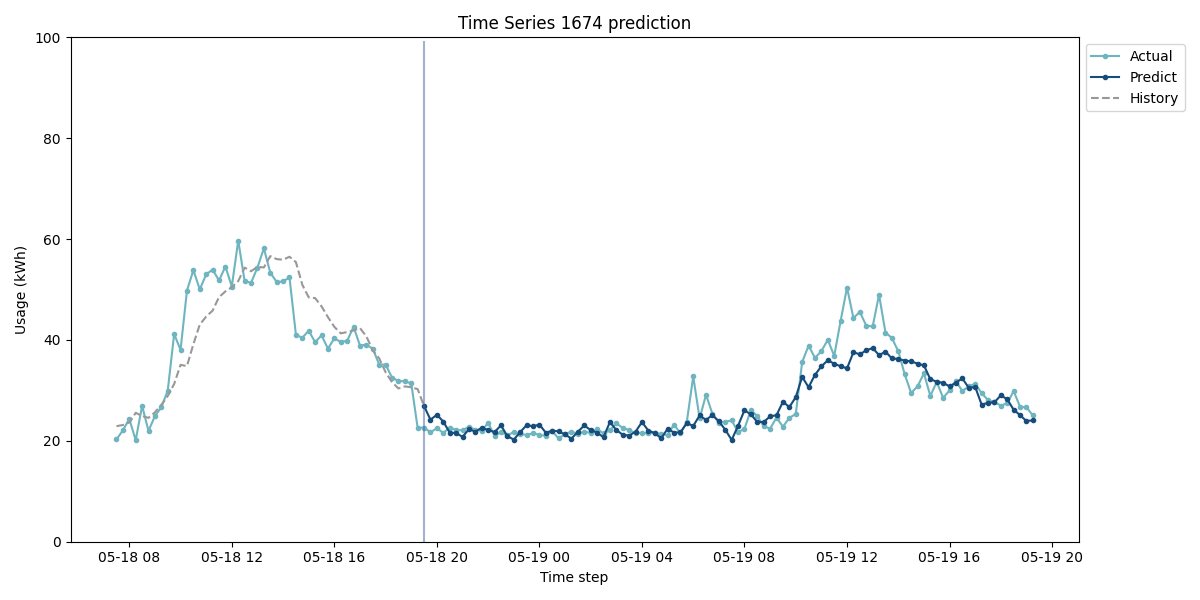 Time Series 1674 prediction
Actual
Predict
History
Usage (kWh)
100
80
60
40
20
0
05-18 08
05-18 12
05-18 16
05-18 20
05-19 00
05-19 04
05-19 08
05-19 12
05-19 16
05-19 20
Time step